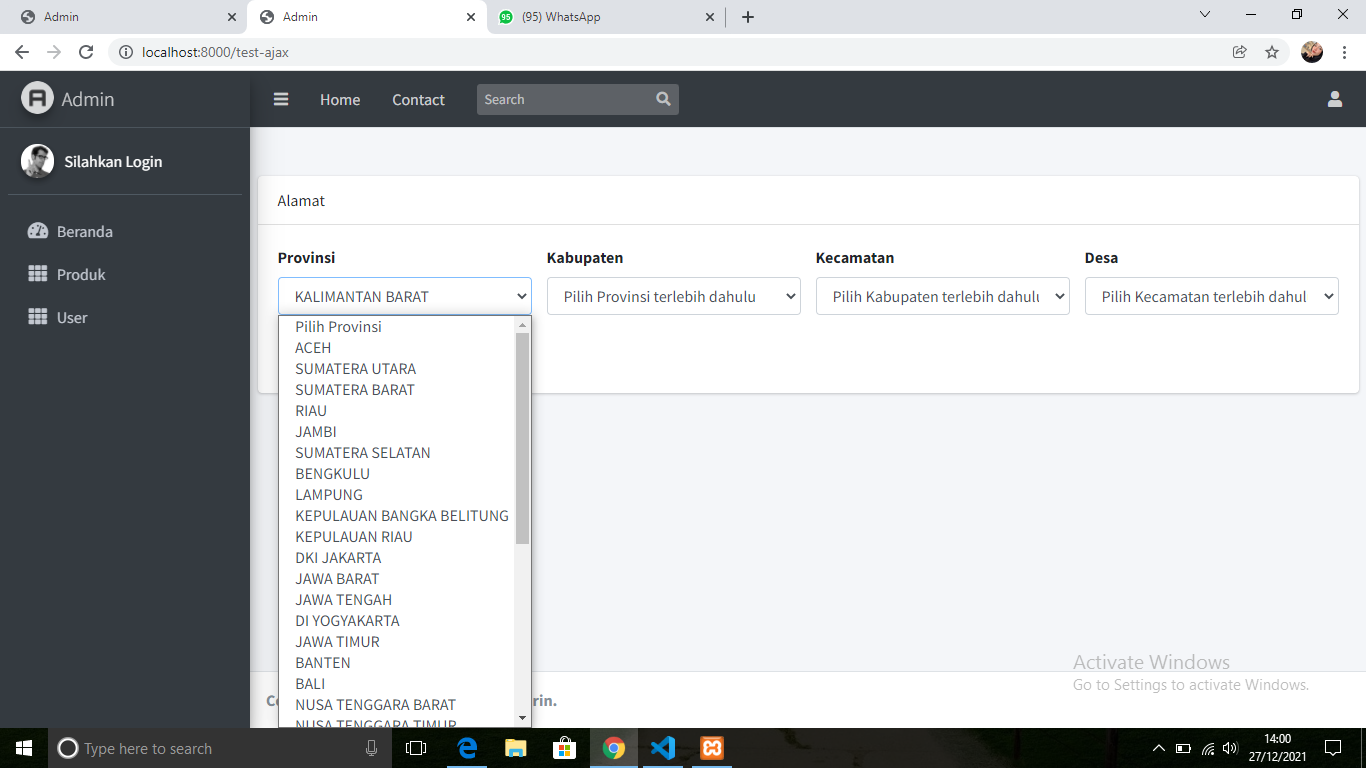 Admin
Admin
(95) WhatsApp
localhost:8000/test-ajax
Admin
Home
Contact
Search
Silahkan Login
Beranda
Produk
User
Alamat
Provinsi
Kabupaten
Kecamatan
Desa
KALIMANTAN BARAT
Pilih Provinsi terlebih dahulu
Pilih Kabupaten terlebih dahulu
Pilih Kecamatan terlebih dahul
Pilih Provinsi
ACEH
SUMATERA UTARA
SUMATERA BARAT
RIAU
JAMBI
SUMATERA SELATAN
BENGKULU
LAMPUNG
KEPULAUAN BANGKA BELITUNG
KEPULAUAN RIAU
DKI JAKARTA
JAWA BARAT
JAWA TENGAH
DI YOGYAKARTA
JAWA TIMUR
BANTEN
BALI
NUSA TENGGARA BARAT
NUSA TENGGARA TIMUR
rin.
Activate Windows
Go to Settings to activate Windows.
Type here to search
14:00
27/12/2021